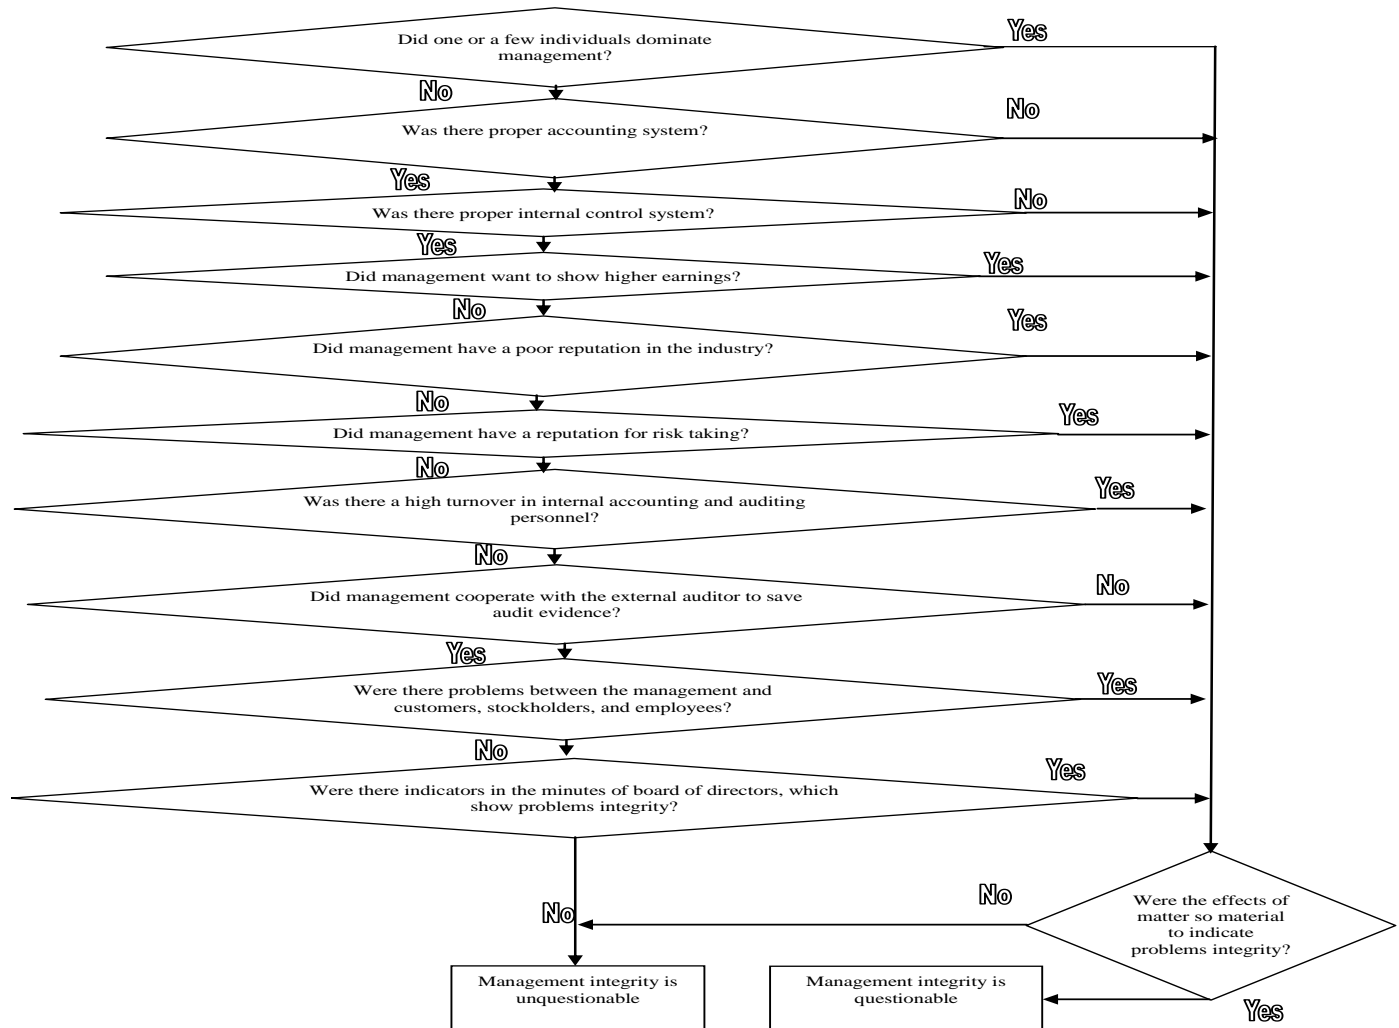 Did one or a few individuals dominate
management?
Yes
No
Was there proper accounting system?
No
Yes
Was there proper internal control system?
No
Yes
Did management want to show higher earnings?
Yes
No
Did management have a poor reputation in the industry?
Yes
No
Did management have a reputation for risk taking?
Yes
No
Was there a high turnover in internal accounting and auditing
personnel?
Yes
No
Did management cooperate with the external auditor to save
audit evidence?
No
Yes
Were there problems between the management and
customers, stockholders, and employees?
Yes
No
Were there indicators in the minutes of board of directors, which
show problems integrity?
Yes
No
Were the effects of
matter so material
to indicate
problems integrity?
No
Yes
Management integrity is
unquestionable
Management integrity is
questionable